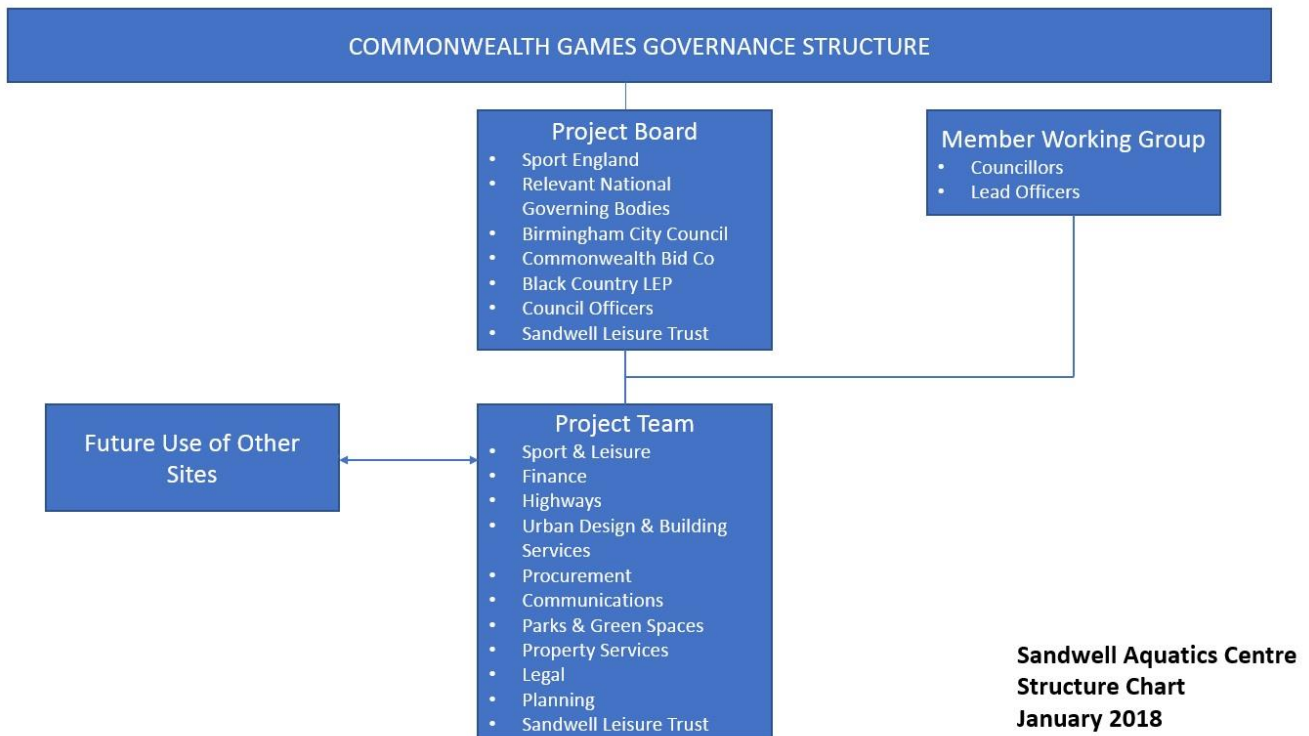 COMMONWEALTH GAMES GOVERNANCE STRUCTURE
Project Board
• Sport England
• Relevant National
Governing Bodies
• Birmingham City Council
• Commonwealth Bid Co
• Black Country LEP
• Council Officers
• Sandwell Leisure Trust
Member Working Group
• Councillors
• Lead Officers
Future Use of Other
Sites
Project Team
• Sport & Leisure
• Finance
• Highways
• Urban Design & Building
Services
• Procurement
• Communications
• Parks & Green Spaces
• Property Services
• Legal
• Planning
• Sandwell Leisure Trust
Sandwell Aquatics Centre
Structure Chart
January 2018